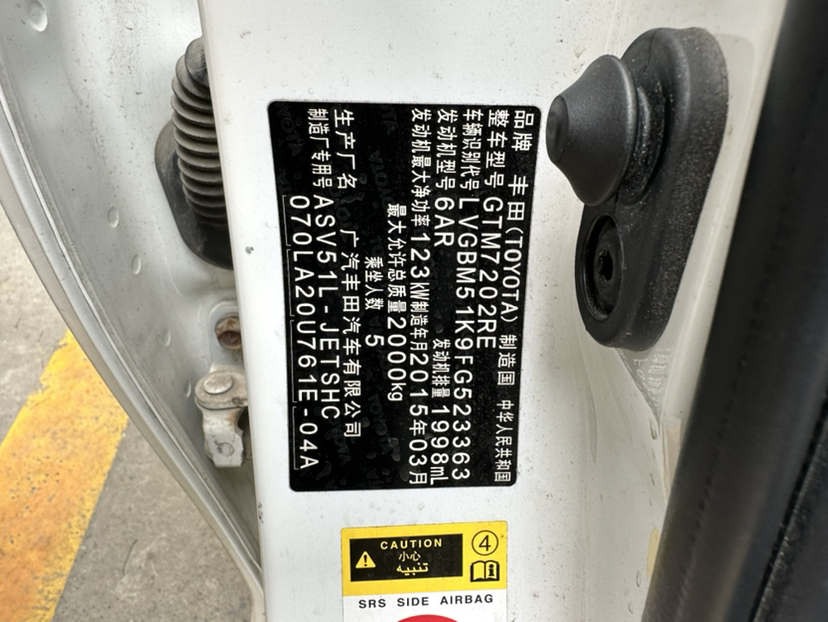 品牌 丰田(TOYOTA) 制造国 中华人民共和国
整车型号 GTM7202RE
车辆识别代号 LVGBM51K9FG523363
发动机型号 6AR 发动机排量 1998mL
发动机最大净功率 123kW 制造年月 2015年03月
最大允许总质量 2000kg
乘坐人数 5
生产厂名 广汽丰田汽车有限公司
制造厂专用号 ASV51L-JETSHC
070LA20U761E-04A
CAUTION
小心
تنبيه
4
SRS SIDE AIRBAG